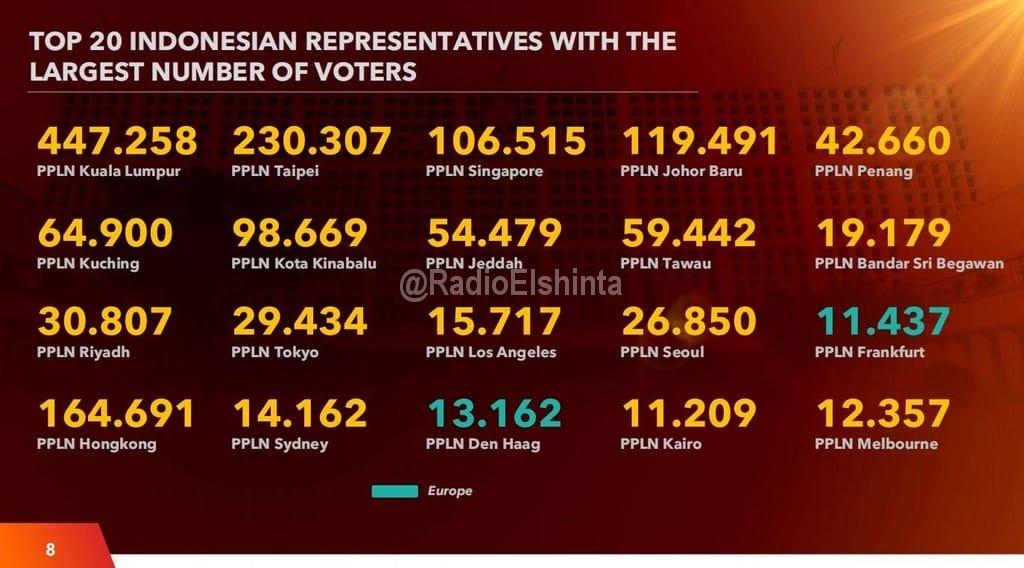 TOP 20 INDONESIAN REPRESENTATIVES WITH THE
LARGEST NUMBER OF VOTERS
447.258
PPLN Kuala Lumpur
230.307
PPLN Taipei
106.515
PPLN Singapore
119.491
PPLN Johor Baru
42.660
PPLN Penang
64.900
PPLN Kuching
98.669
PPLN Kota Kinabalu
54.479
PPLN Jeddah
59.442
PPLN Tawau
19.179
PPLN Bandar Sri Begawan
@RadioElshinta
30.807
PPLN Riyadh
29.434
PPLN Tokyo
15.717
PPLN Los Angeles
26.850
PPLN Seoul
11.437
PPLN Frankfurt
164.691
PPLN Hongkong
14.162
PPLN Sydney
13.162
PPLN Den Haag
11.209
PPLN Kairo
12.357
PPLN Melbourne
Europe
8